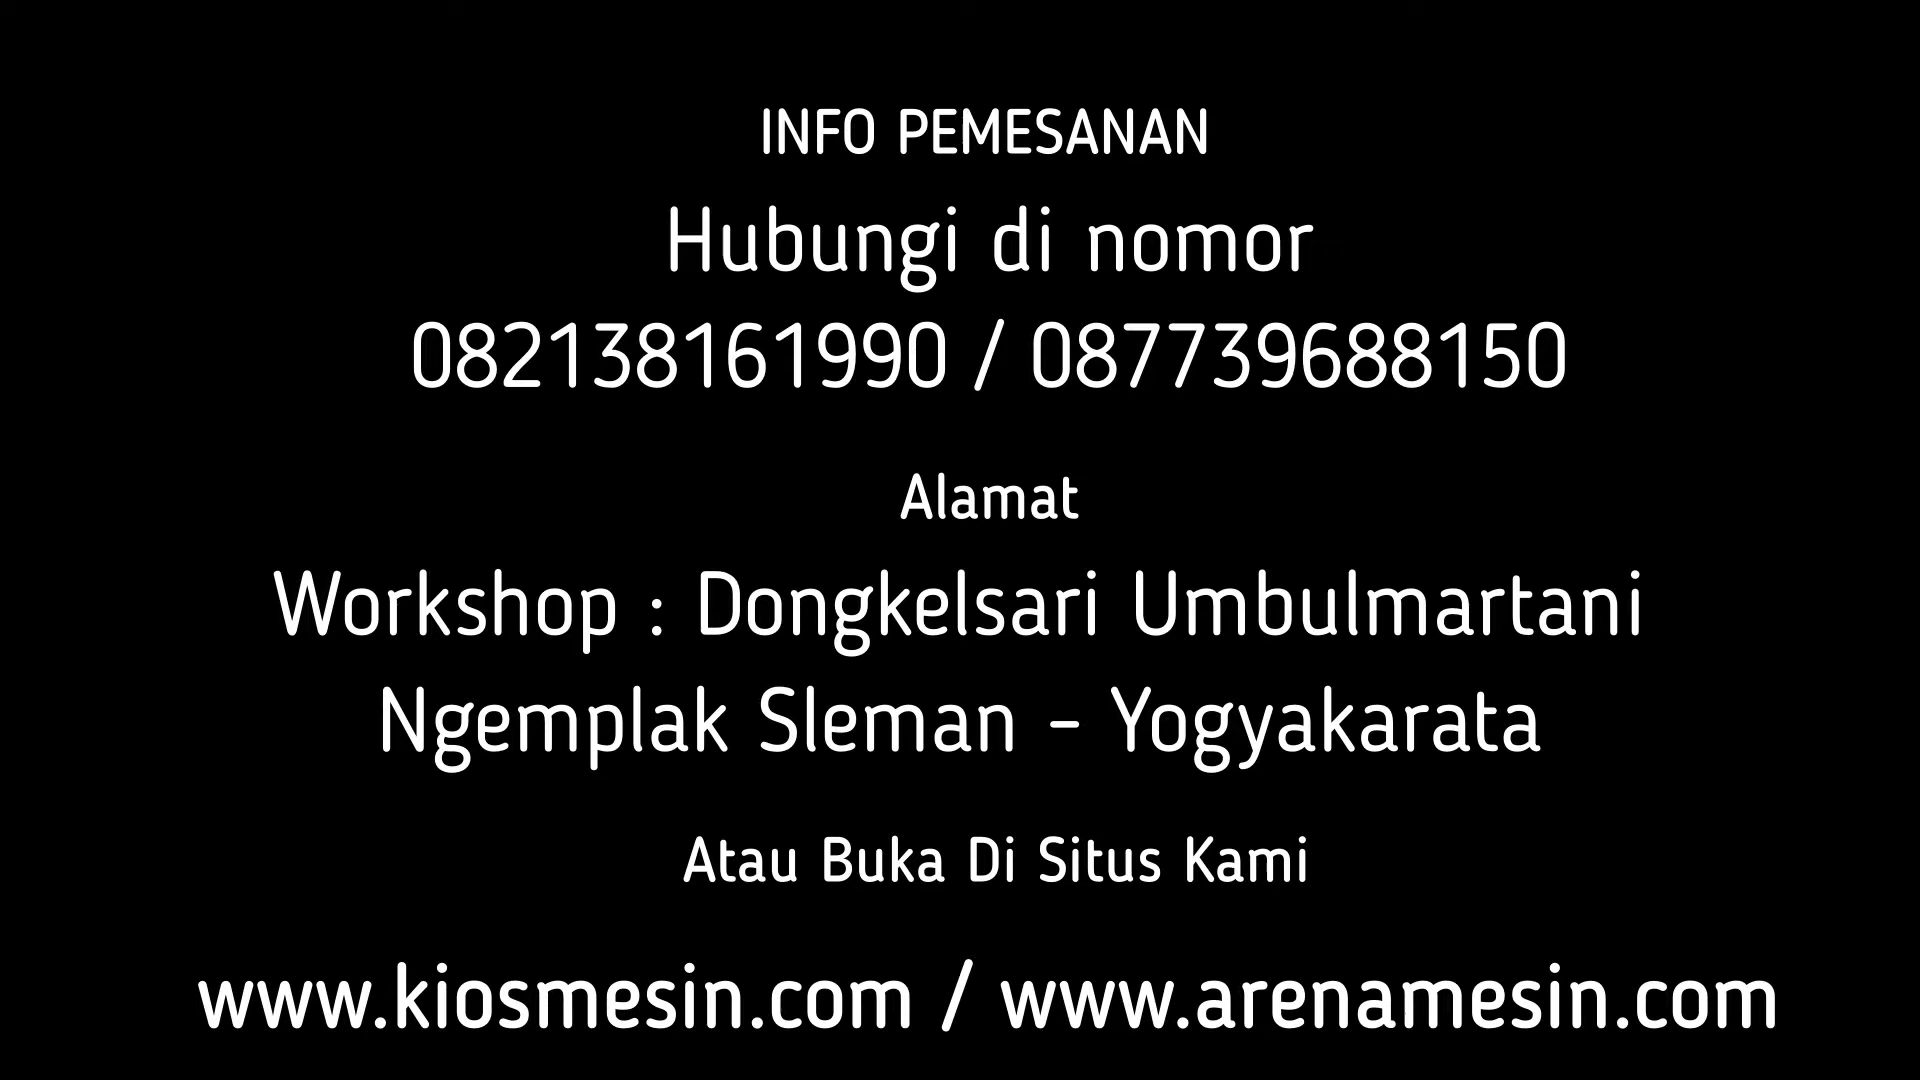 INFO PEMESANAN
Hubungi di nomor
082138161990 / 087739688150
Alamat
Workshop : Dongkelsari Umbulmartani
Ngemplak Sleman - Yogyakarata
Atau Buka Di Situs Kami
www.kiosmesin.com / www.arenamesin.com